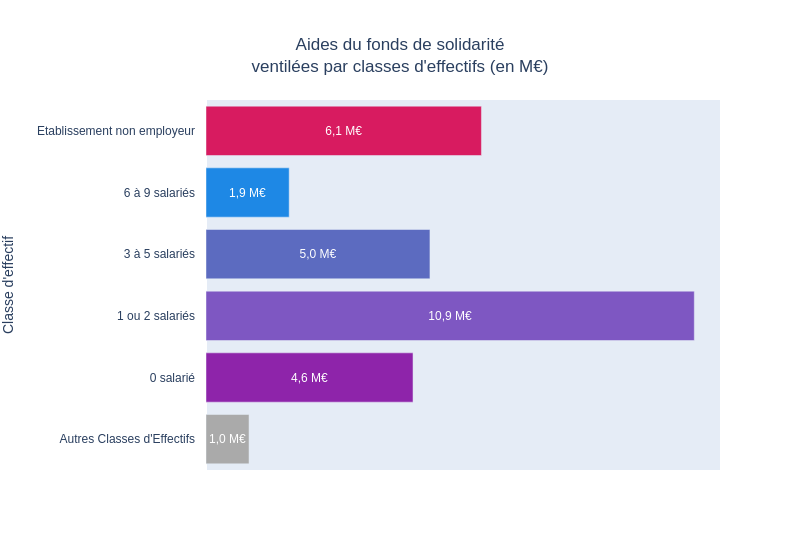 Aides du fonds de solidarité
ventilées par classes d'effectifs (en M€)
Classe d'effectif
Etablissement non employeur
6,1 M€
6 à 9 salariés
1,9 M€
3 à 5 salariés
5,0 M€
1 ou 2 salariés
10,9 M€
0 salarié
4,6 M€
Autres Classes d'Effectifs
1,0 M€